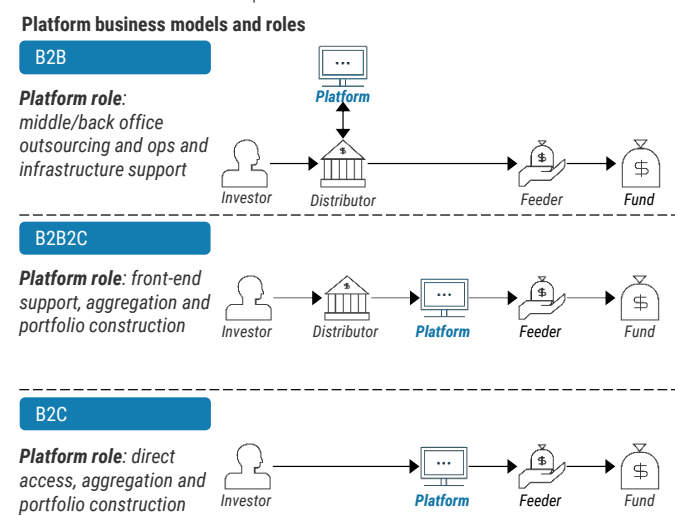 Platform business models and roles
B2B
Platform role:
middle/back office
outsourcing and ops and
infrastructure support
...
Platform
$
$
$
Investor
Distributor
Feeder
Fund
B2B2C
Platform role: front-end
support, aggregation and
portfolio construction
$
...
$
$
Investor
Distributor
Platform
Feeder
Fund
B2C
Platform role: direct
access, aggregation and
portfolio construction
...
$
$
Investor
Platform
Feeder
Fund